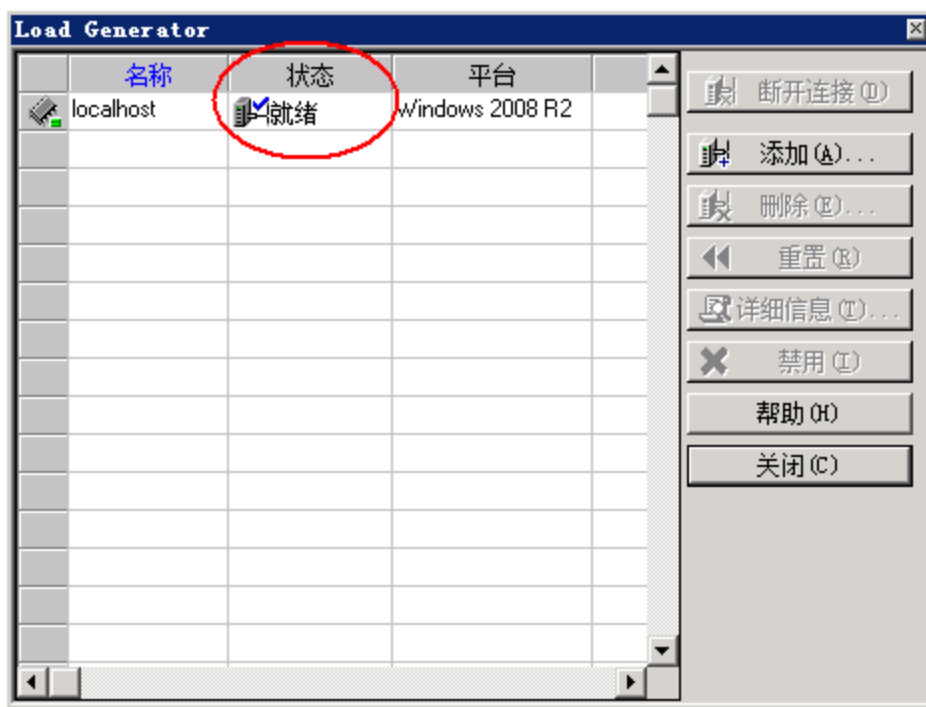 Load Generator
名称 状态 平台
localhost 就绪 Windows 2008 R2
断开连接(D)
添加(A)...
删除(E)...
重置(R)
详细信息(T)...
禁用(I)
帮助(H)
关闭(C)